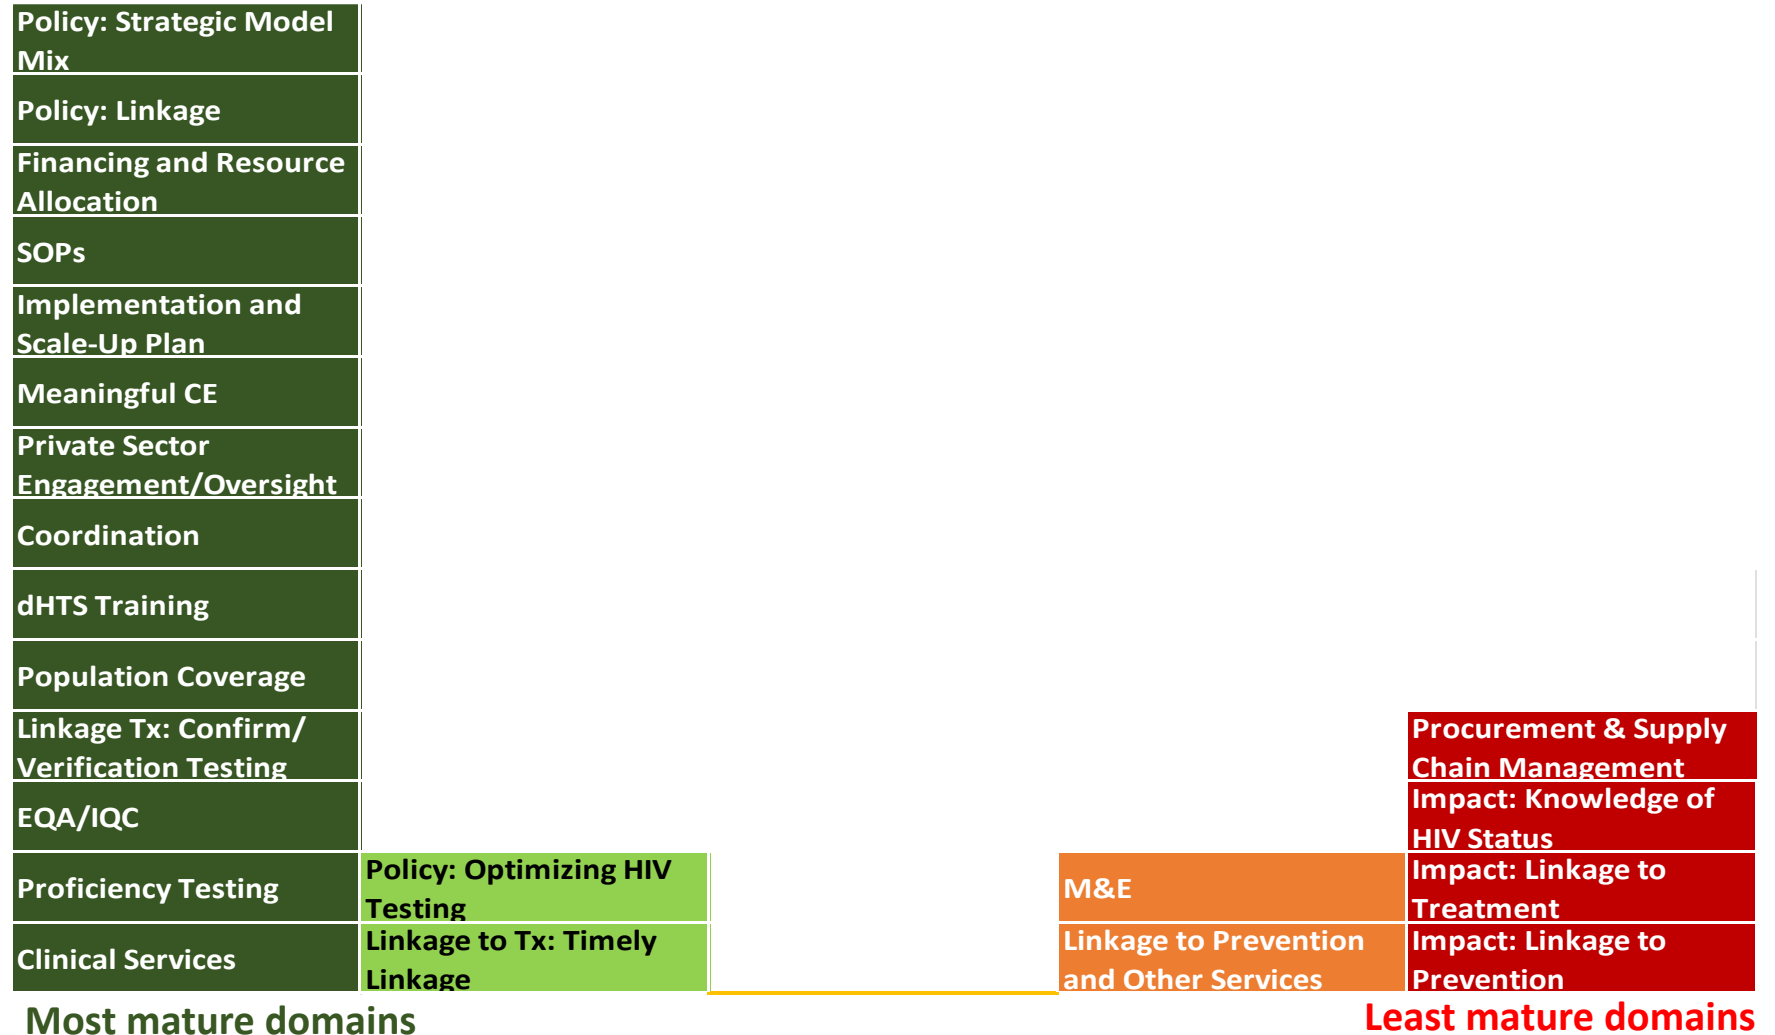 Policy: Strategic Model
Mix
Policy: Linkage
Financing and Resource
Allocation
SOPs
Implementation and
Scale-Up Plan
Meaningful CE
Private Sector
Engagement/Oversight
Coordination
dHTS Training
Population Coverage
Linkage Tx: Confirm/
Verification Testing
EQA/IQC
Proficiency Testing
Clinical Services
Policy: Optimizing HIV
Testing
Linkage to Tx: Timely
Linkage
M&E
Linkage to Prevention
and Other Services
Procurement & Supply
Chain Management
Impact: Knowledge of
HIV Status
Impact: Linkage to
Treatment
Impact: Linkage to
Prevention
Most mature domains
Least mature domains